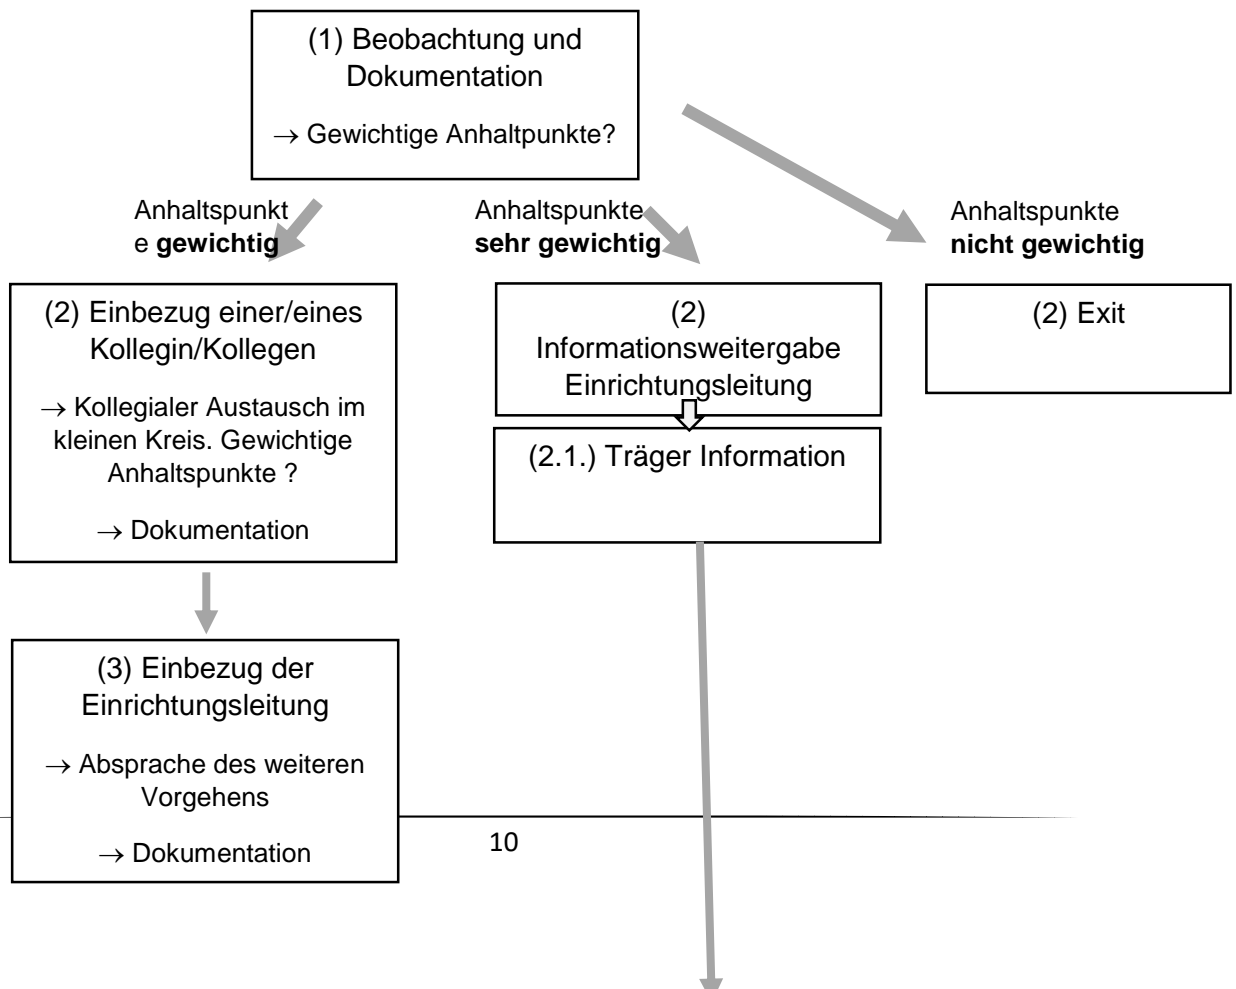 (1) Beobachtung und
Dokumentation
→ Gewichtige Anhaltpunkte?
Anhaltspunkt
e gewichtig
Anhaltspunkte
sehr gewichtig
Anhaltspunkte
nicht gewichtig
(2) Einbezug einer/eines
Kollegin/Kollegen
→ Kollegialer Austausch im
kleinen Kreis. Gewichtige
Anhaltspunkte ?
→ Dokumentation
(2)
Informationsweitergabe
Einrichtungsleitung
(2.1.) Träger Information
(2) Exit
(3) Einbezug der
Einrichtungsleitung
→ Absprache des weiteren
Vorgehens
→ Dokumentation
10